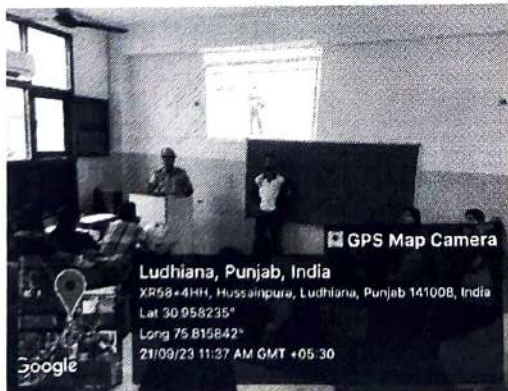 GPS Map Camera
Ludhiana, Punjab, India
XR58+4HH, Hussainpura, Ludhiana, Punjab 141008, India
Lat 30.958235°
Long 75.815842°
21/09/23 11:37 AM GMT +05:30
Google